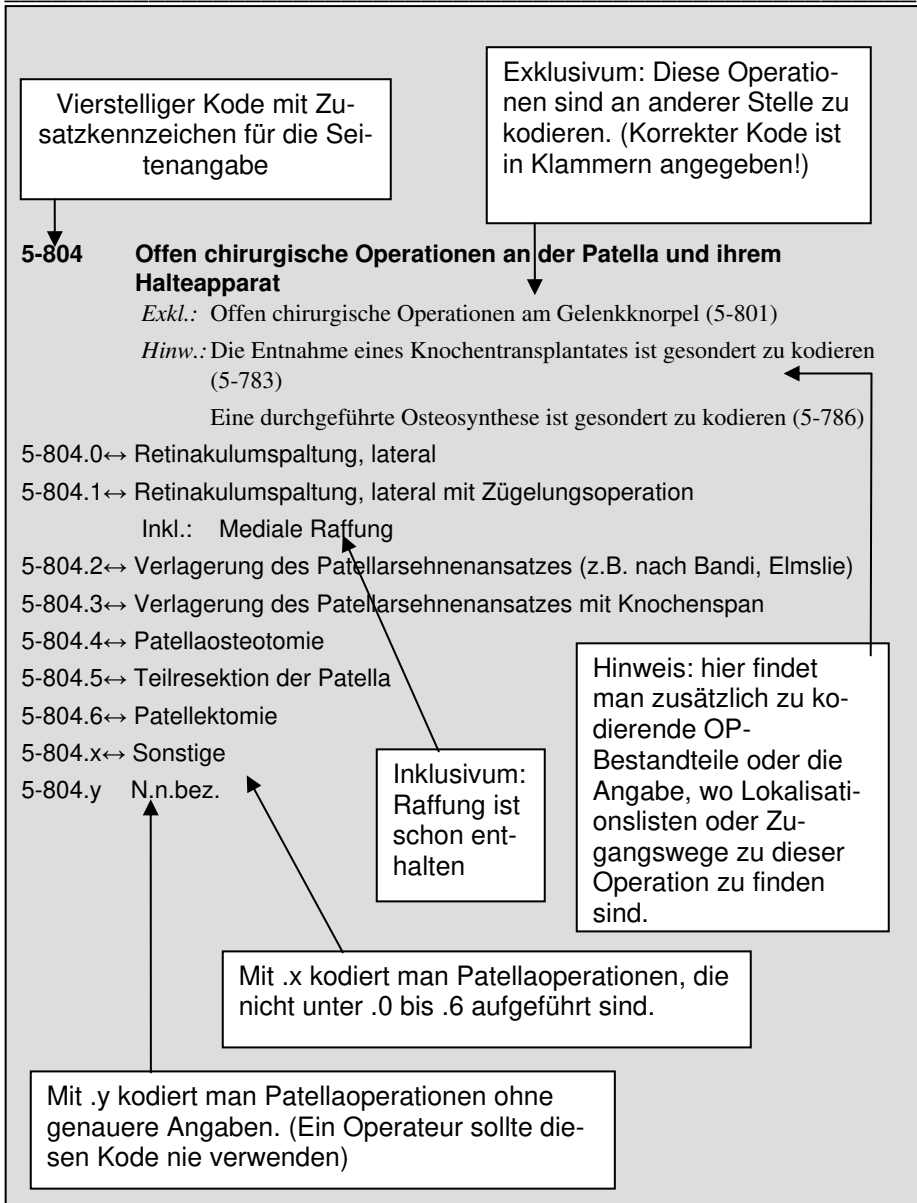 Vierstelliger Kode mit Zu-
satzkennzeichen für die Sei-
tenangabe
Exklusivum: Diese Operatio-
nen sind an anderer Stelle zu
kodieren. (Korrekter Kode ist
in Klammern angegeben!)
5-804 Offen chirurgische Operationen an der Patella und ihrem
Halteapparat
Exkl.: Offen chirurgische Operationen am Gelenkknorpel (5-801)
Hinw.: Die Entnahme eines Knochentransplantates ist gesondert zu kodieren
(5-783)
Eine durchgeführte Osteosynthese ist gesondert zu kodieren (5-786)
5-804.0↔ Retinakulumspaltung, lateral
5-804.1↔ Retinakulumspaltung, lateral mit Zügelungsoperation
Inkl.: Mediale Raffung
5-804.2↔ Verlagerung des Patellarsehnenansatzes (z.B. nach Bandi, Elmslie)
5-804.3↔ Verlagerung des Patellarsehnenansatzes mit Knochenspan
5-804.4↔ Patellaosteotomie
5-804.5↔ Teilresektion der Patella
5-804.6↔ Patellektomie
5-804.x↔ Sonstige
5-804.y N.n.bez.
Inklusivum:
Raffung ist
schon ent-
halten
Hinweis: hier findet
man zusätzlich zu ko-
dierende OP-
Bestandteile oder die
Angabe, wo Lokalisati-
onslisten oder Zu-
gangswege zu dieser
Operation zu finden
sind.
Mit .x kodiert man Patellaoperationen, die
nicht unter .0 bis .6 aufgeführt sind.
Mit .y kodiert man Patellaoperationen ohne
genauere Angaben. (Ein Operateur sollte die-
sen Kode nie verwenden)